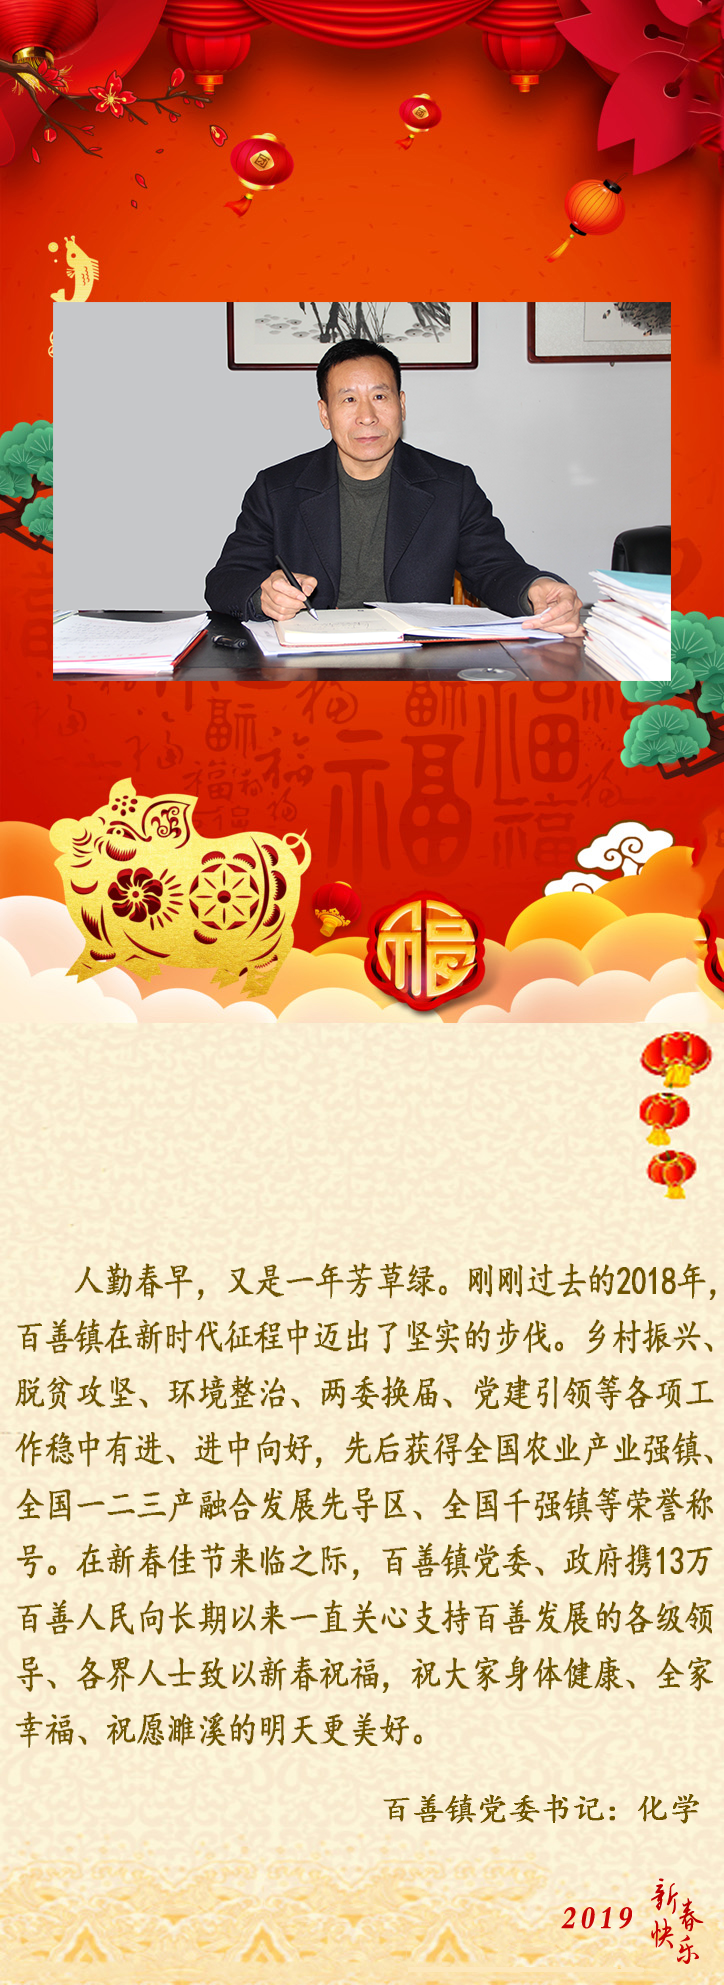 福
人勤春早，又是一年芳草绿。刚刚过去的2018年，
百善镇在新时代征程中迈出了坚实的步伐。乡村振兴、
脱贫攻坚、环境整治、两委换届、党建引领等各项工
作稳中有进、进中向好，先后获得全国农业产业强镇、
全国一二三产融合发展先导区、全国千强镇等荣誉称
号。在新春佳节来临之际，百善镇党委、政府携13万
百善人民向长期以来一直关心支持百善发展的各级领
导、各界人士致以新春祝福，祝大家身体健康、全家
幸福、祝愿濉溪的明天更美好。
百善镇党委书记：化学
2019 新春快乐